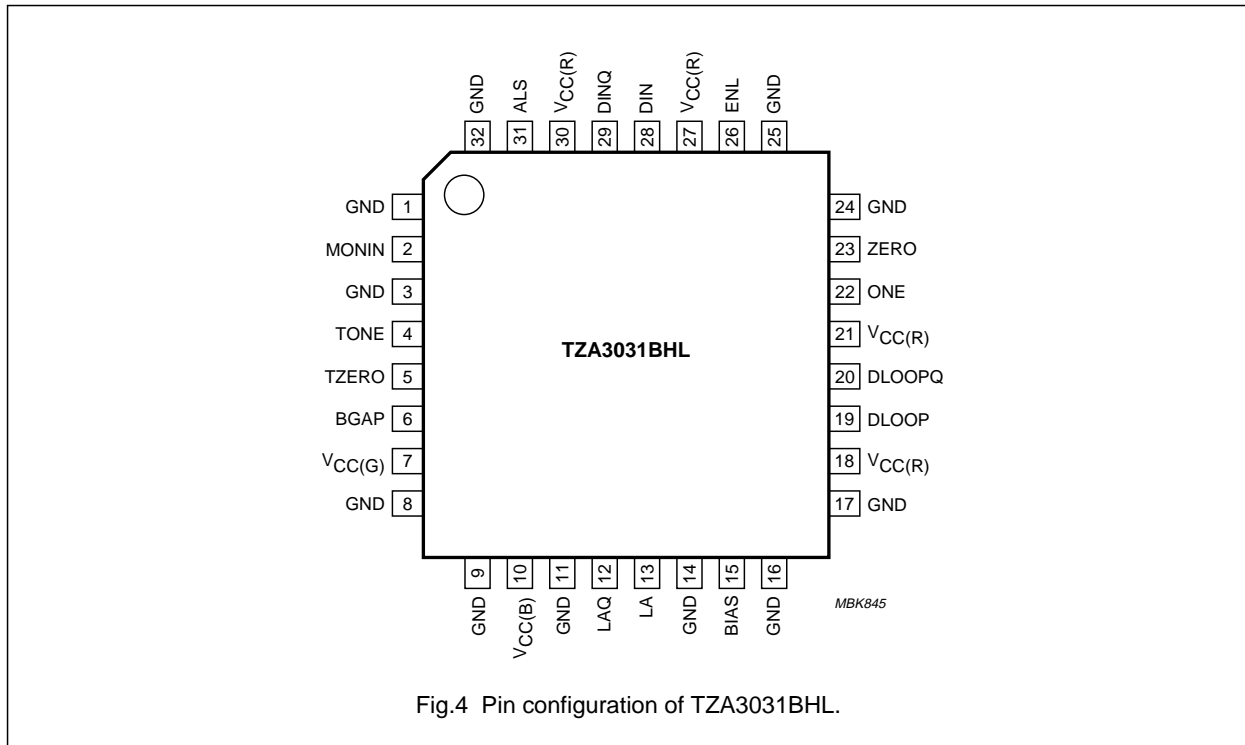 GND
ALS
VCC(R)
DINQ
DIN
VCC(R)
ENL
GND
32
31
30
29
28
27
26
25
GND 1
MONIN 2
GND 3
TONE 4
TZERO 5
BGAP 6
VCC(G) 7
GND 8
TZA3031BHL
24 GND
23 ZERO
22 ONE
21 VCC(R)
20 DLOOPQ
19 DLOOP
18 VCC(R)
17 GND
9
10
11
12
13
14
15
16
GND
VCC(B)
GND
LAQ
LA
GND
BIAS
GND
MBK845
Fig.4 Pin configuration of TZA3031BHL.